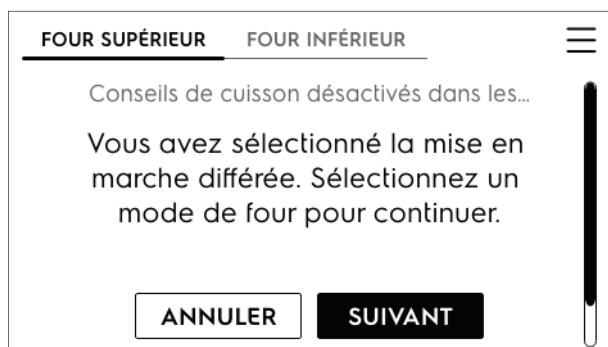 FOUR SUPÉRIEUR FOUR INFÉRIEUR
Conseils de cuisson désactivés dans les...
Vous avez sélectionné la mise en
marche différée. Sélectionnez un
mode de four pour continuer.
ANNULER SUIVANT